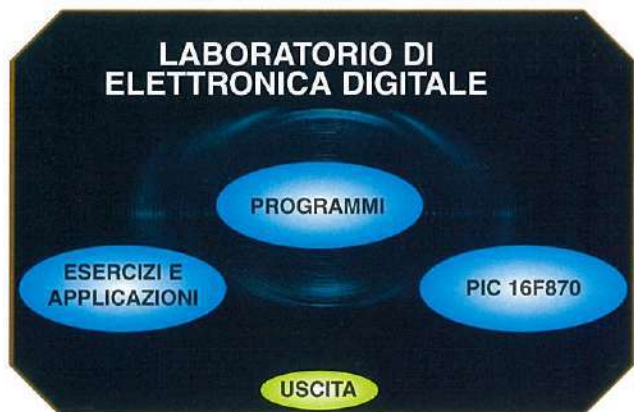 LABORATORIO DI
ELETTRONICA DIGITALE
PROGRAMMI
ESERCIZI E
APPLICAZIONI
PIC 16F870
USCITA